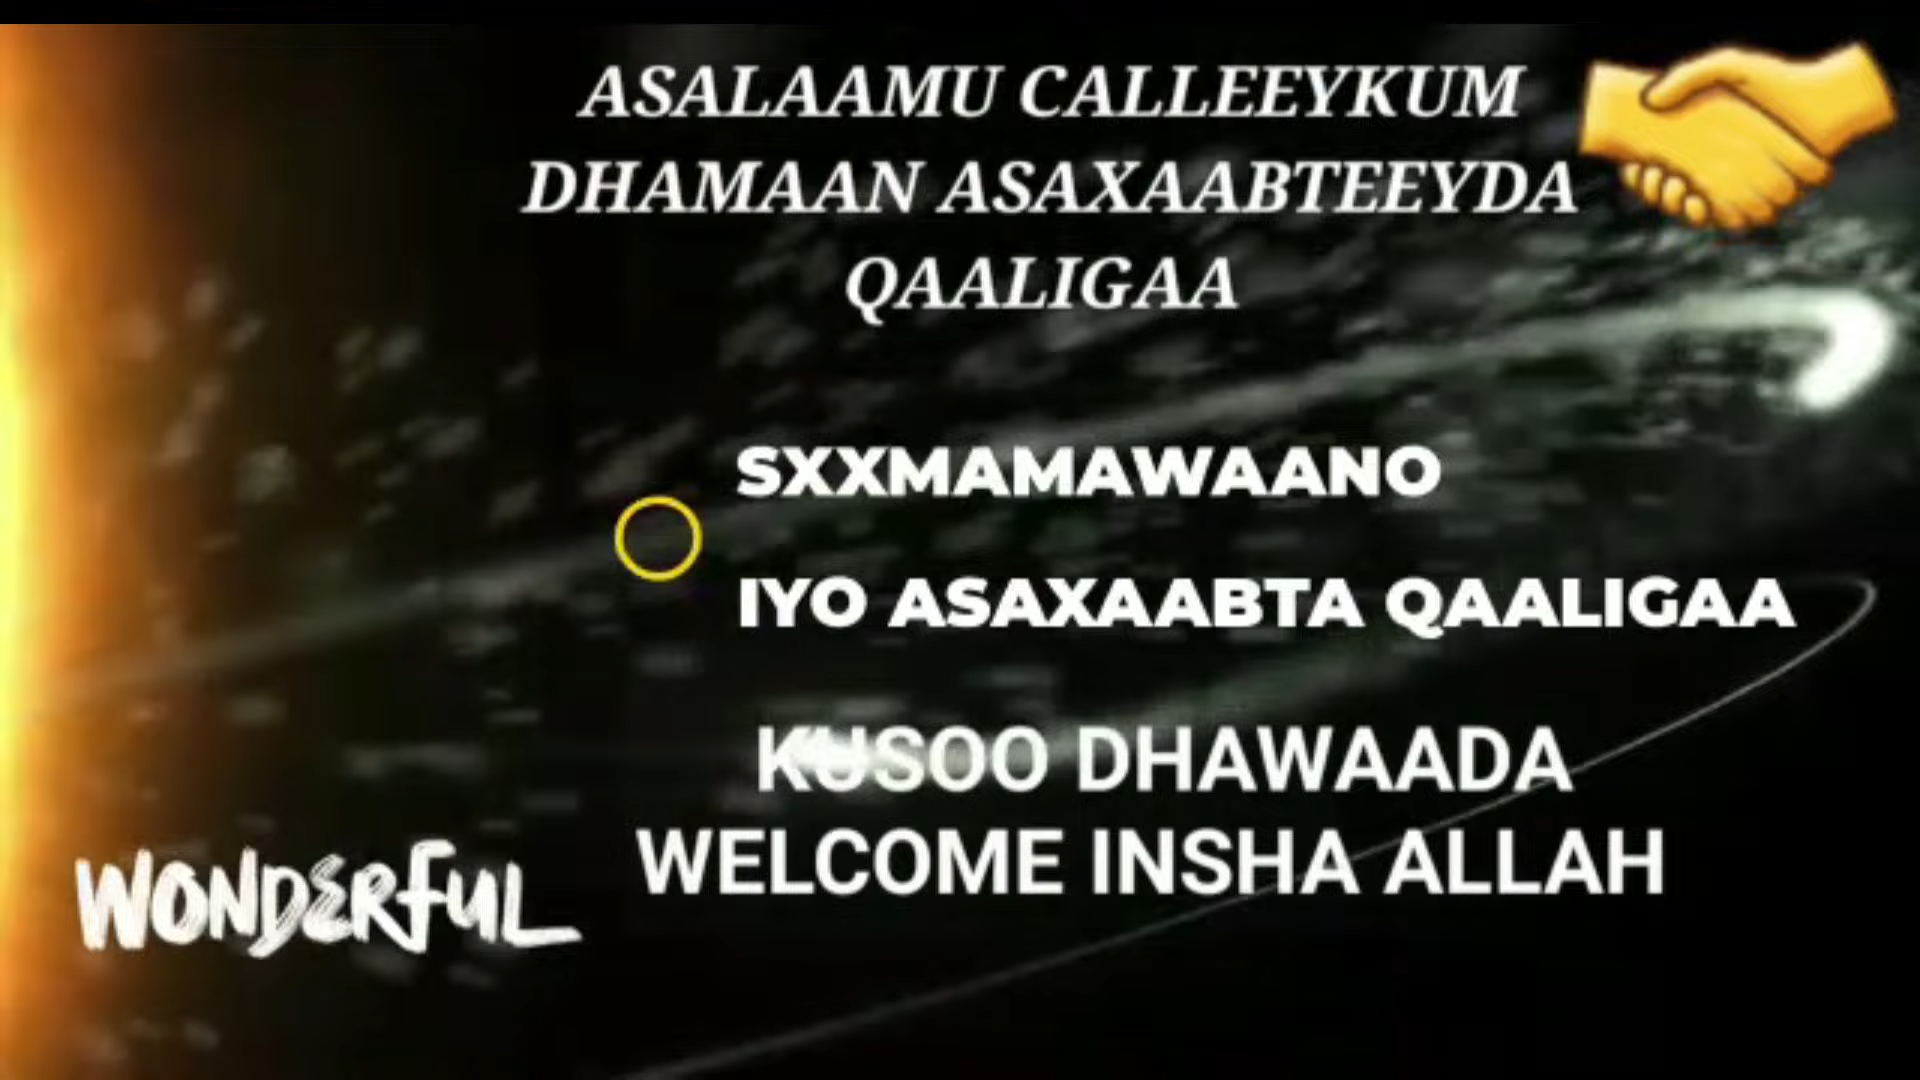 ASALAAMU CALLEEYKUM
DHAMAAN ASAXAABTEEYDA
QAALIGAA
SXXMAMAWAANO
IYO ASAXAABTA QAALIGAA
KUSOO DHAWAADA
WELCOME INSHA ALLAH
WONDERFUL